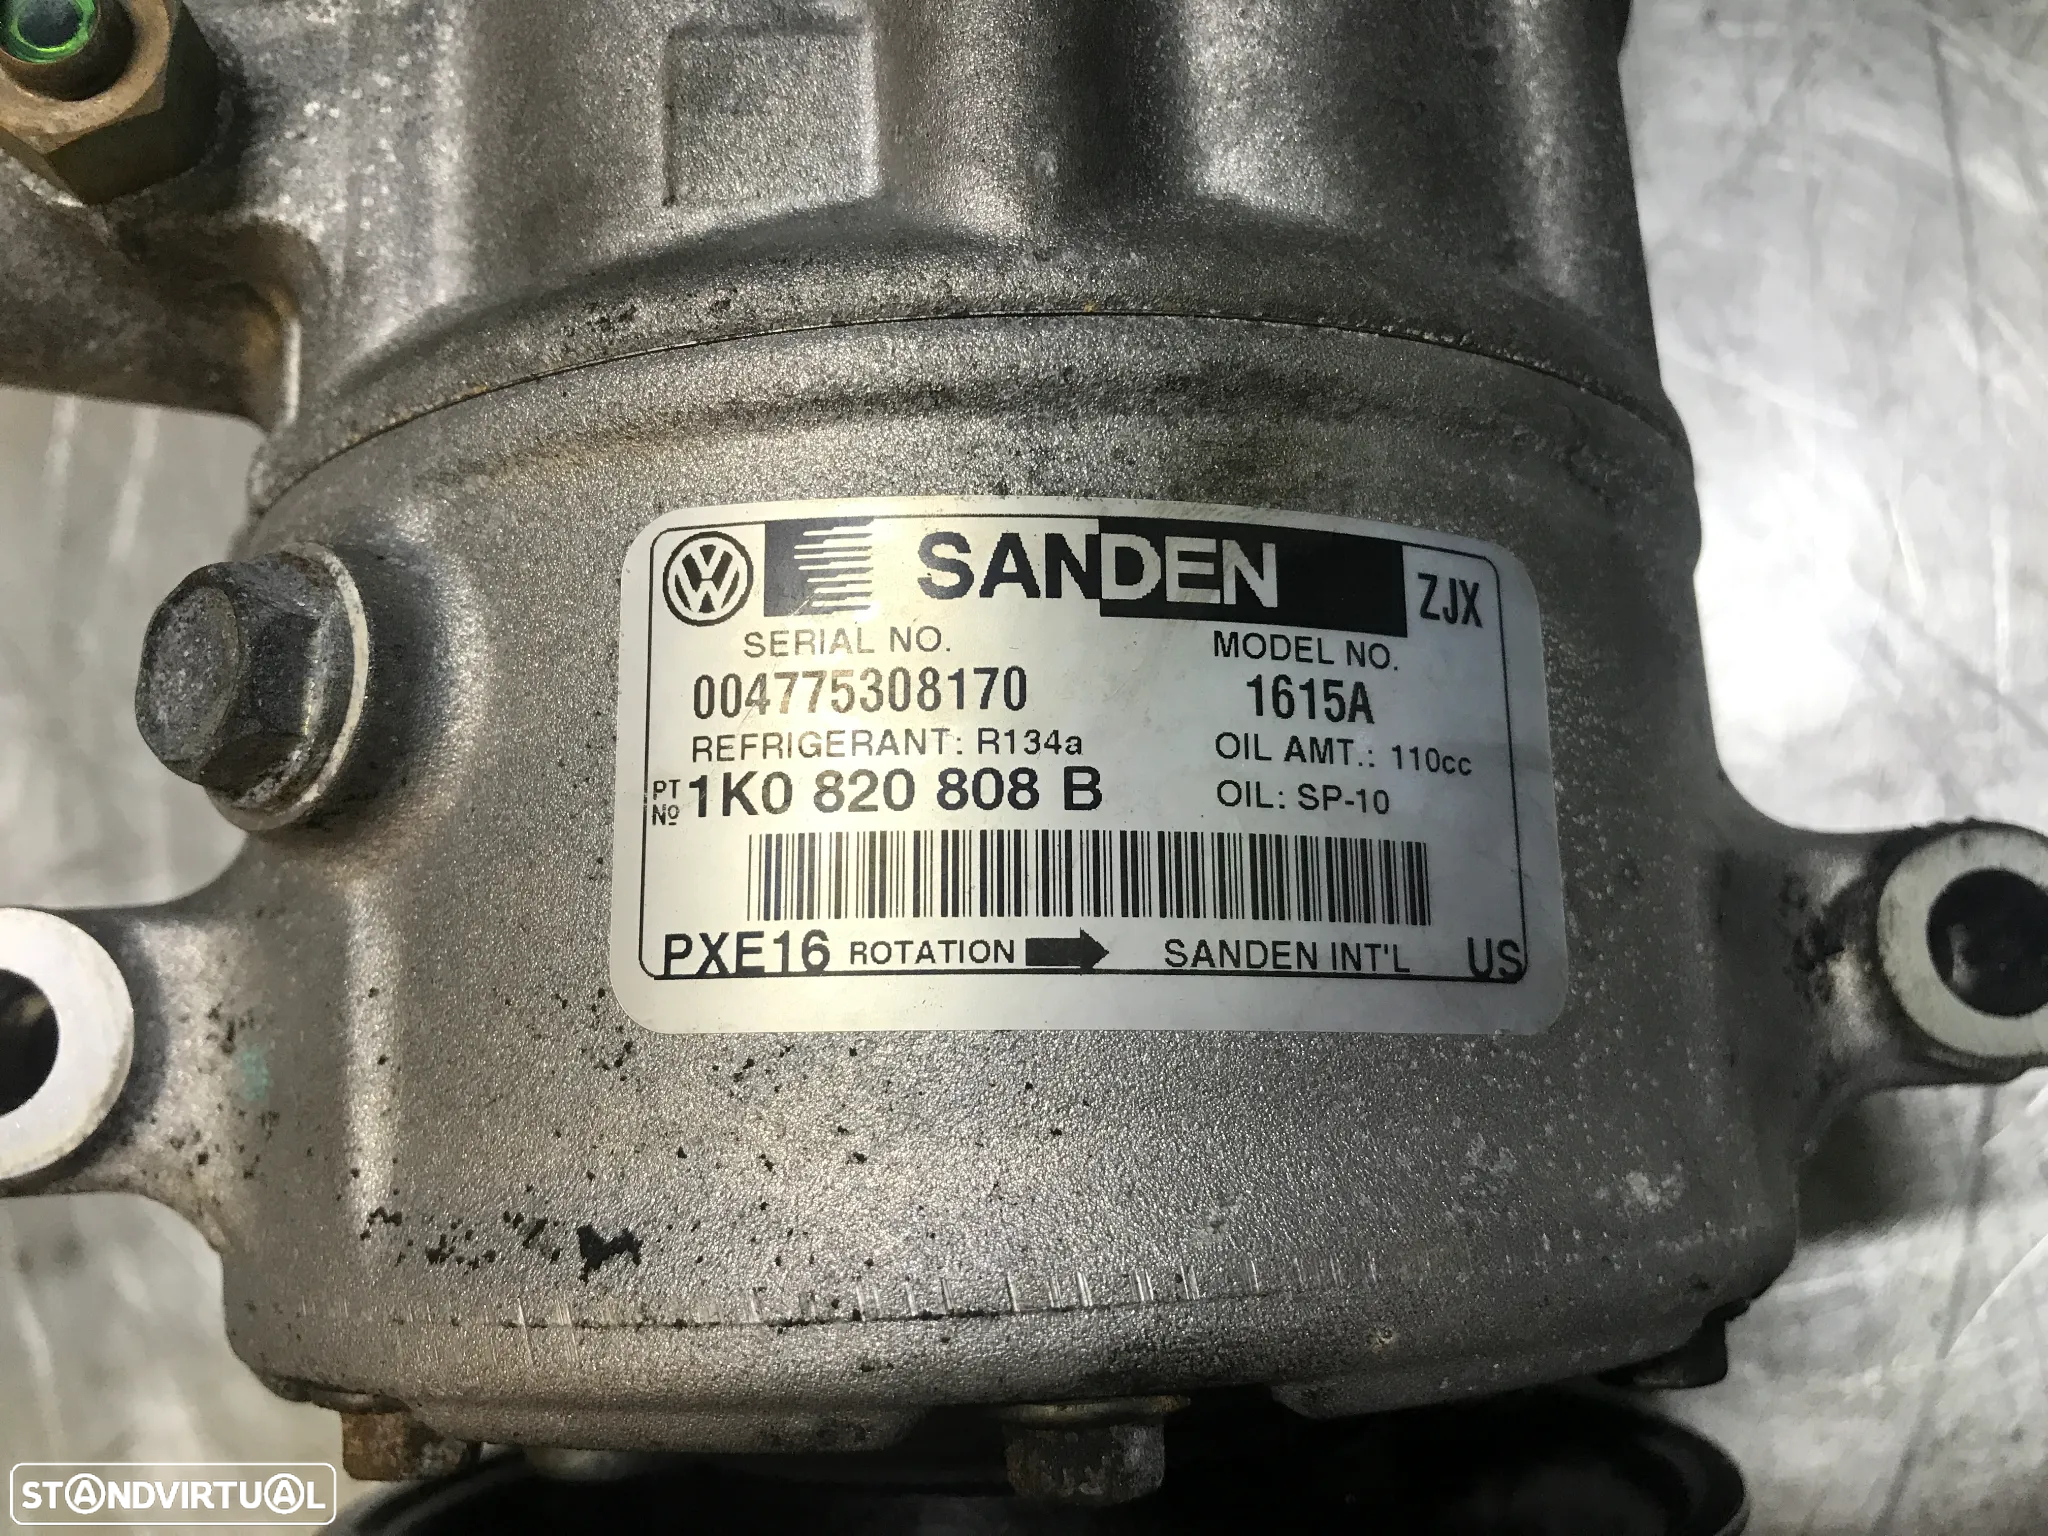 SANDEN ZJX
SERIAL NO. MODEL NO.
004775308170 1615A
REFRIGERANT: R134a OIL AMT.: 110cc
PT Nº 1K0 820 808 B OIL: SP-10
PXE16 ROTATION SANDEN INT'L US
STANDVIRTUAL